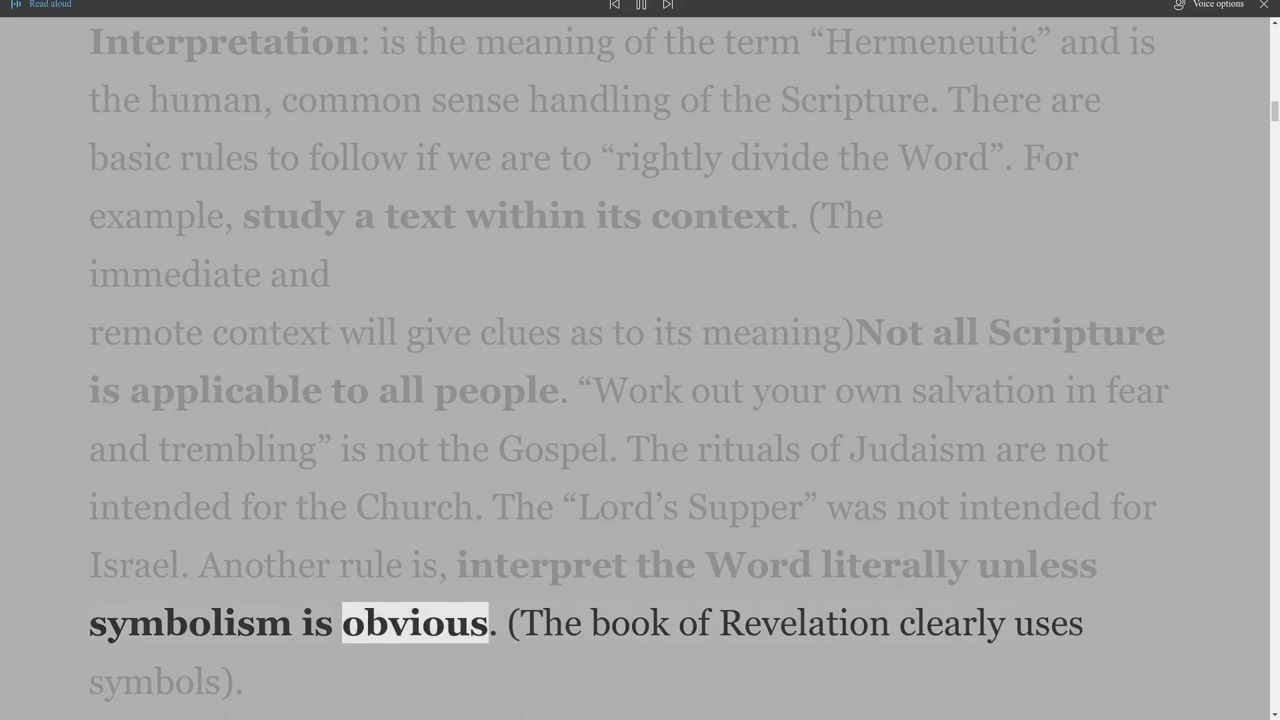 Read aloud
Voice options
Interpretation: is the meaning of the term “Hermeneutic” and is
the human, common sense handling of the Scripture. There are
basic rules to follow if we are to “rightly divide the Word”. For
example, study a text within its context. (The
immediate and
remote context will give clues as to its meaning)Not all Scripture
is applicable to all people. “Work out your own salvation in fear
and trembling” is not the Gospel. The rituals of Judaism are not
intended for the Church. The “Lord’s Supper” was not intended for
Israel. Another rule is, interpret the Word literally unless
symbolism is obvious. (The book of Revelation clearly uses
symbols).